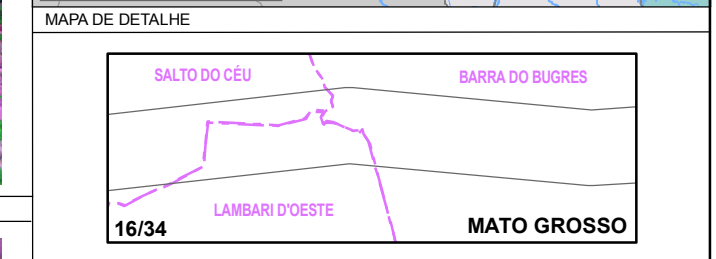 MAPA DE DETALHE
SALTO DO CÉU
BARRA DO BUGRES
LAMBARI D'OESTE
16/34
MATO GROSSO